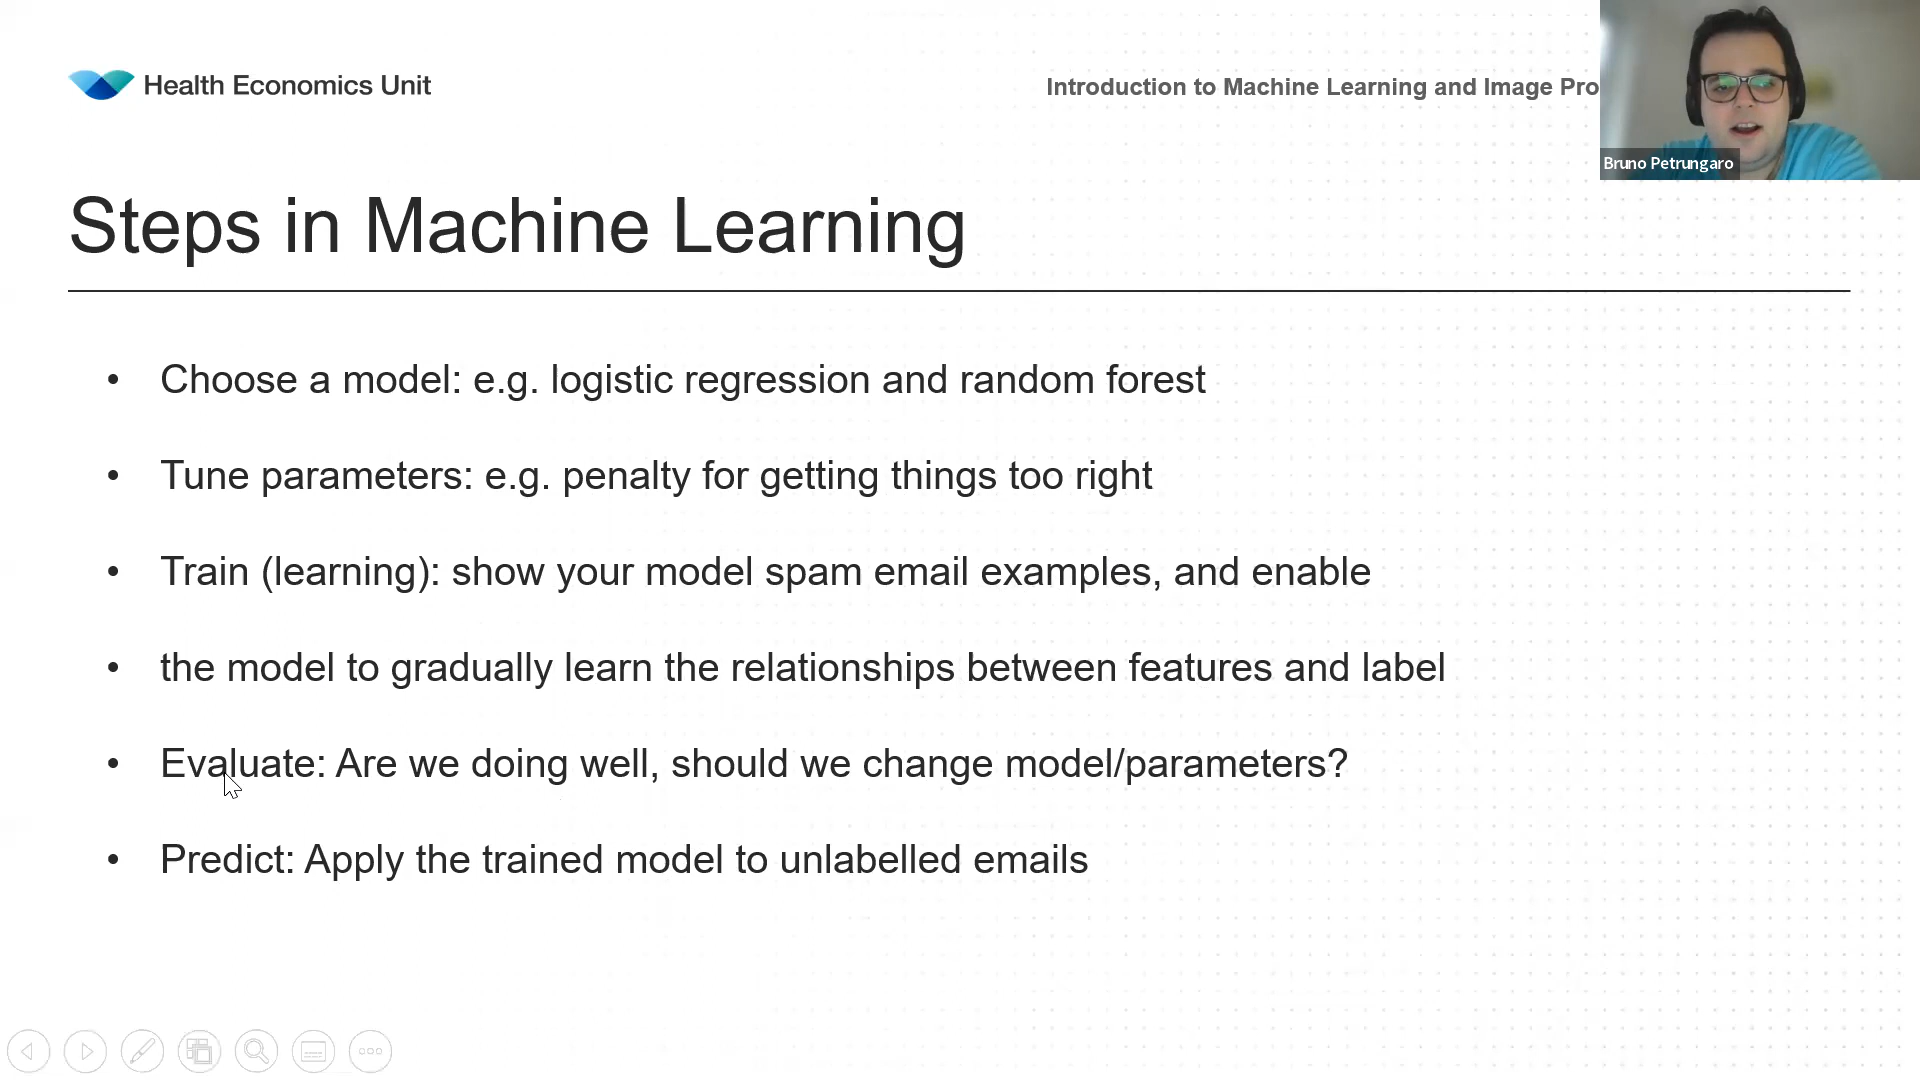 Health Economics Unit
Introduction to Machine Learning and Image Pro
Bruno Petrungaro
Steps in Machine Learning
• Choose a model: e.g. logistic regression and random forest
• Tune parameters: e.g. penalty for getting things too right
• Train (learning): show your model spam email examples, and enable
• the model to gradually learn the relationships between features and label
• Evaluate: Are we doing well, should we change model/parameters?
• Predict: Apply the trained model to unlabelled emails